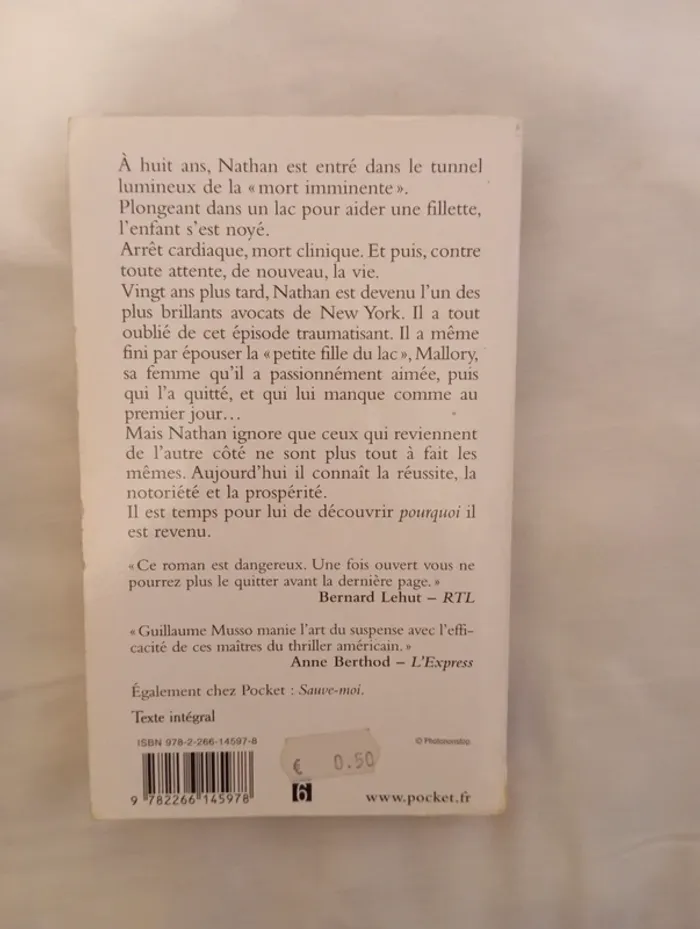 À huit ans, Nathan est entré dans le tunnel
lumineux de la « mort imminente ».
Plongeant dans un lac pour aider une fillette,
l'enfant s'est noyé.
Arrêt cardiaque, mort clinique. Et puis, contre
toute attente, de nouveau, la vie.
Vingt ans plus tard, Nathan est devenu l'un des
plus brillants avocats de New York. Il a tout
oublié de cet épisode traumatisant. Il a même
fini par épouser la « petite fille du lac », Mallory,
sa femme qu'il a passionnément aimée, puis
qui l'a quitté, et qui lui manque comme au
premier jour…
Mais Nathan ignore que ceux qui reviennent
de l'autre côté ne sont plus tout à fait les
mêmes. Aujourd'hui il connaît la réussite, la
notoriété et la prospérité.
Il est temps pour lui de découvrir pourquoi il
est revenu.
« Ce roman est dangereux. Une fois ouvert vous ne
pourrez plus le quitter avant la dernière page. »
Bernard Lehut – RTL
« Guillaume Musso manie l'art du suspense avec l'effi-
cacité de ces maîtres du thriller américain. »
Anne Berthod – L'Express
Également chez Pocket : Sauve-moi.
Texte intégral
ISBN 978-2-266-14597-8
© Photononstop
€ 0.50
9 782266 145978
6
www.pocket.fr